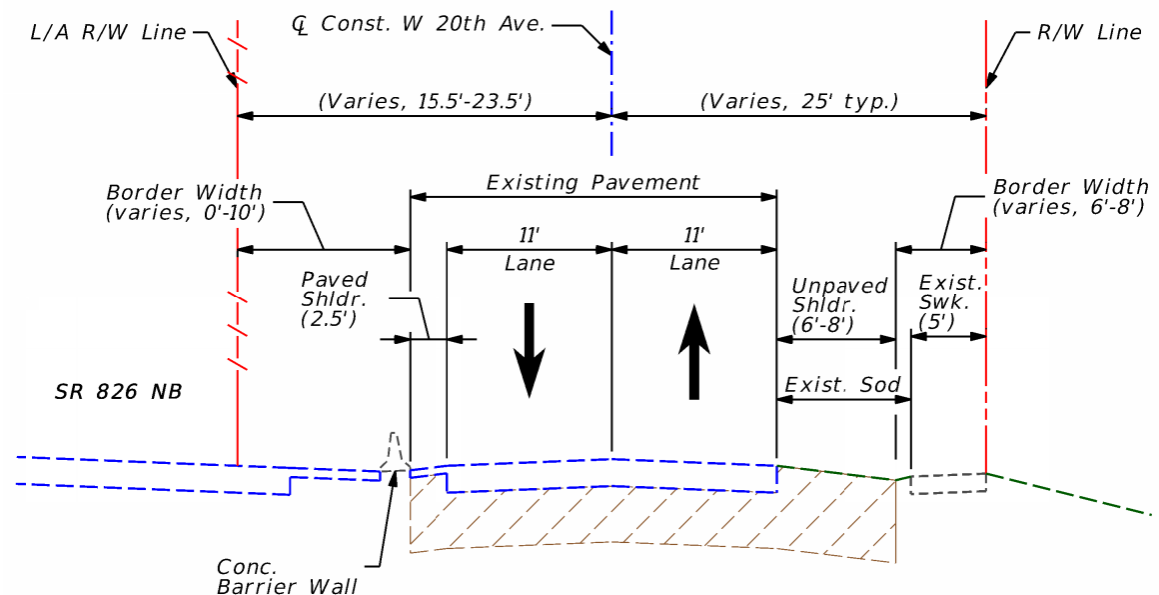 ℄ Const. W 20th Ave.
L/A R/W Line
R/W Line
(Varies, 15.5'-23.5')
(Varies, 25' typ.)
Existing Pavement
Border Width
(varies, 0'-10')
Border Width
(varies, 6'-8')
11'
Lane
11'
Lane
Paved
Shldr.
(2.5')
Unpaved
Shldr.
(6'-8')
Exist.
Swk.
(5')
Exist. Sod
SR 826 NB
Conc.
Barrier Wall